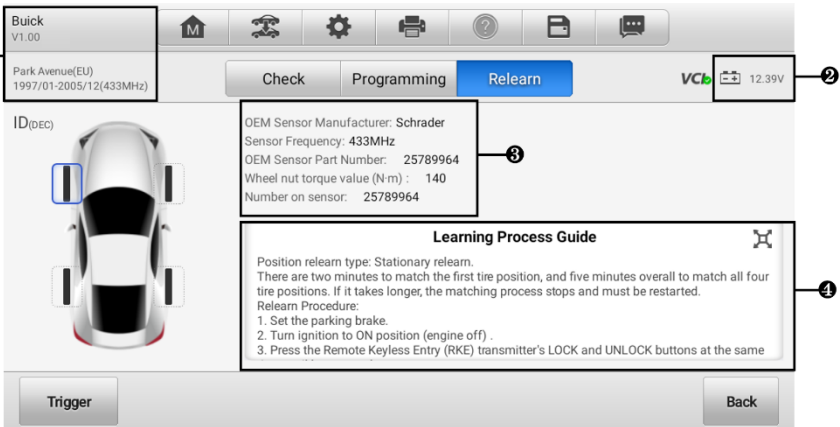 Buick
V1.00
M
?
Park Avenue(EU)
1997/01-2005/12(433MHz)
Check Programming Relearn
VCI 12.39V
❷
ID(DEC)
OEM Sensor Manufacturer: Schrader
Sensor Frequency: 433MHz
OEM Sensor Part Number: 25789964
❸
Wheel nut torque value (N·m) : 140
Number on sensor: 25789964
Learning Process Guide
Position relearn type: Stationary relearn.
There are two minutes to match the first tire position, and five minutes overall to match all four
tire positions. If it takes longer, the matching process stops and must be restarted.
❹
Relearn Procedure:
1. Set the parking brake.
2. Turn ignition to ON position (engine off) .
3. Press the Remote Keyless Entry (RKE) transmitter's LOCK and UNLOCK buttons at the same
Trigger Back